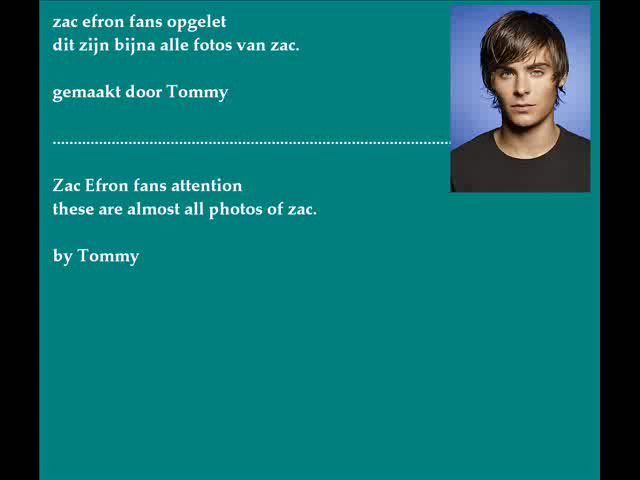 zac efron fans opgelet
dit zijn bijna alle fotos van zac.
gemaakt door Tommy
Zac Efron fans attention
these are almost all photos of zac.
by Tommy